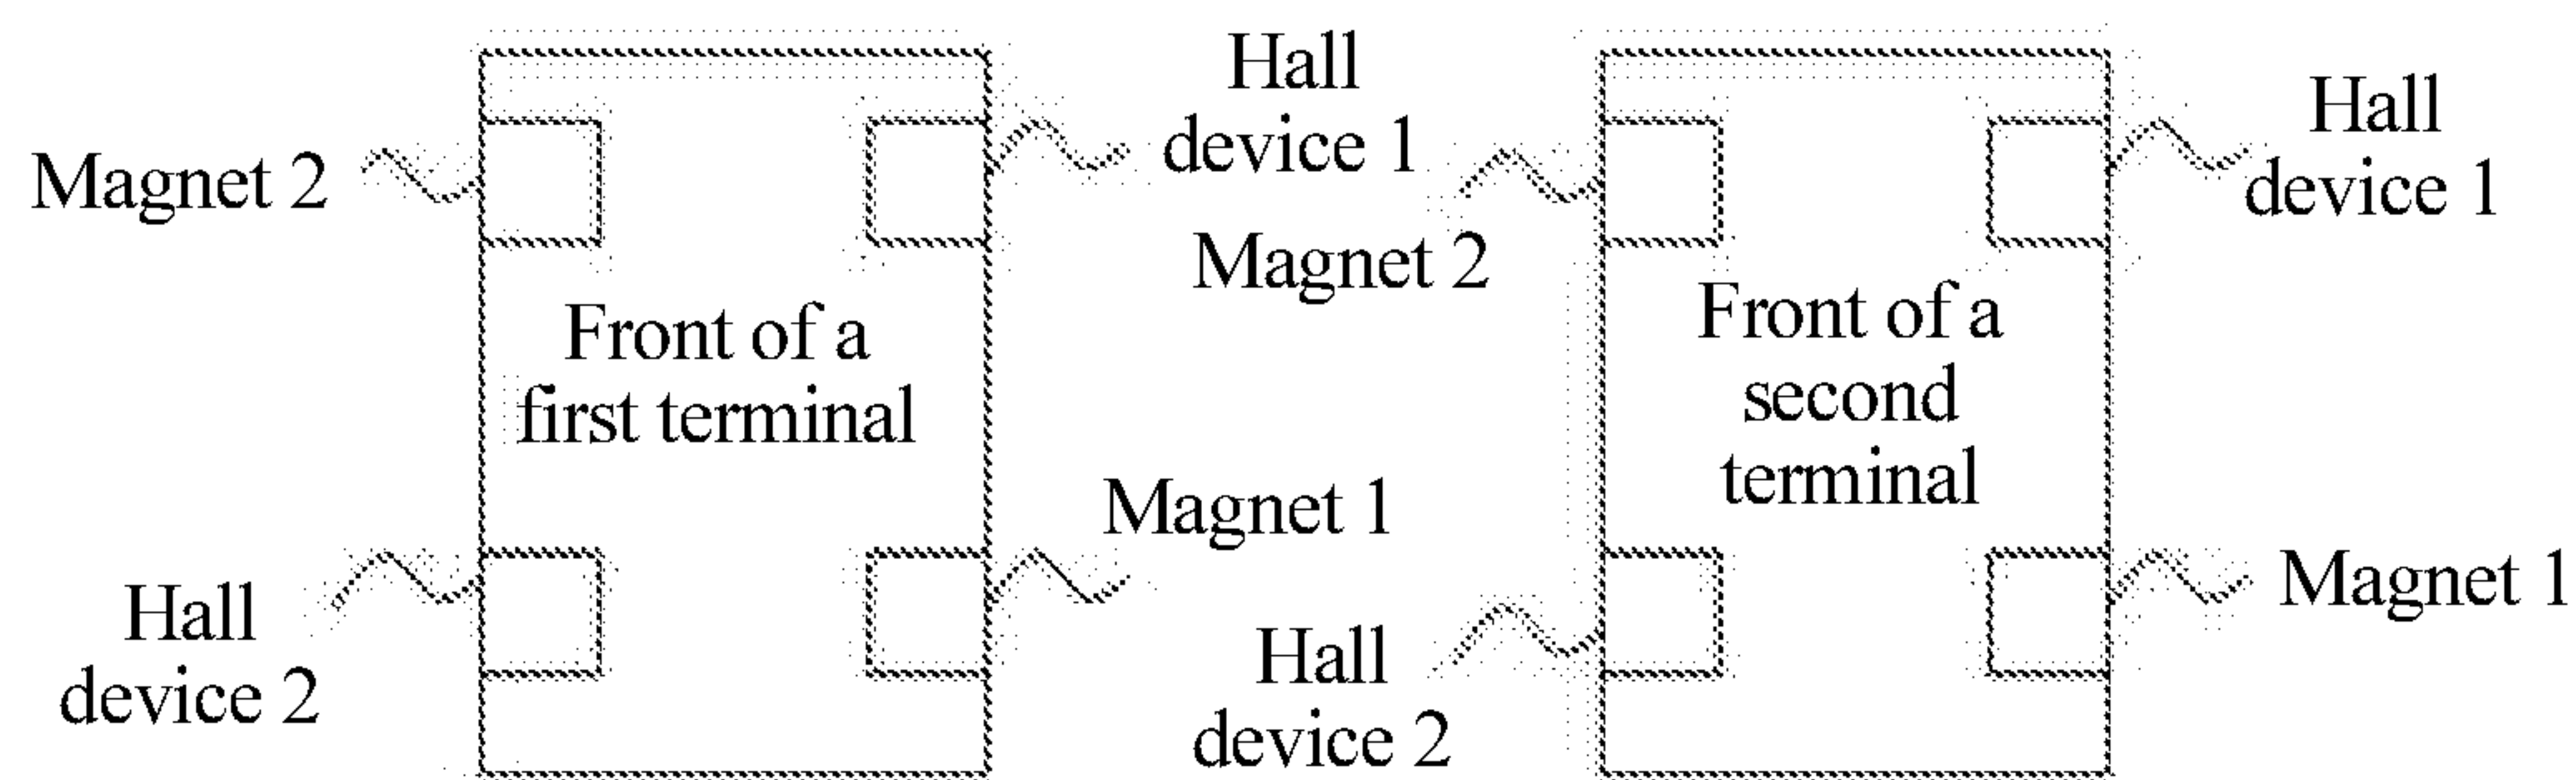 Magnet 2
Hall
device 2
Front of a
first terminal
Hall
device 1
Magnet 1
Magnet 2
Hall
device 2
Front of a
second
terminal
Hall
device 1
Magnet 1